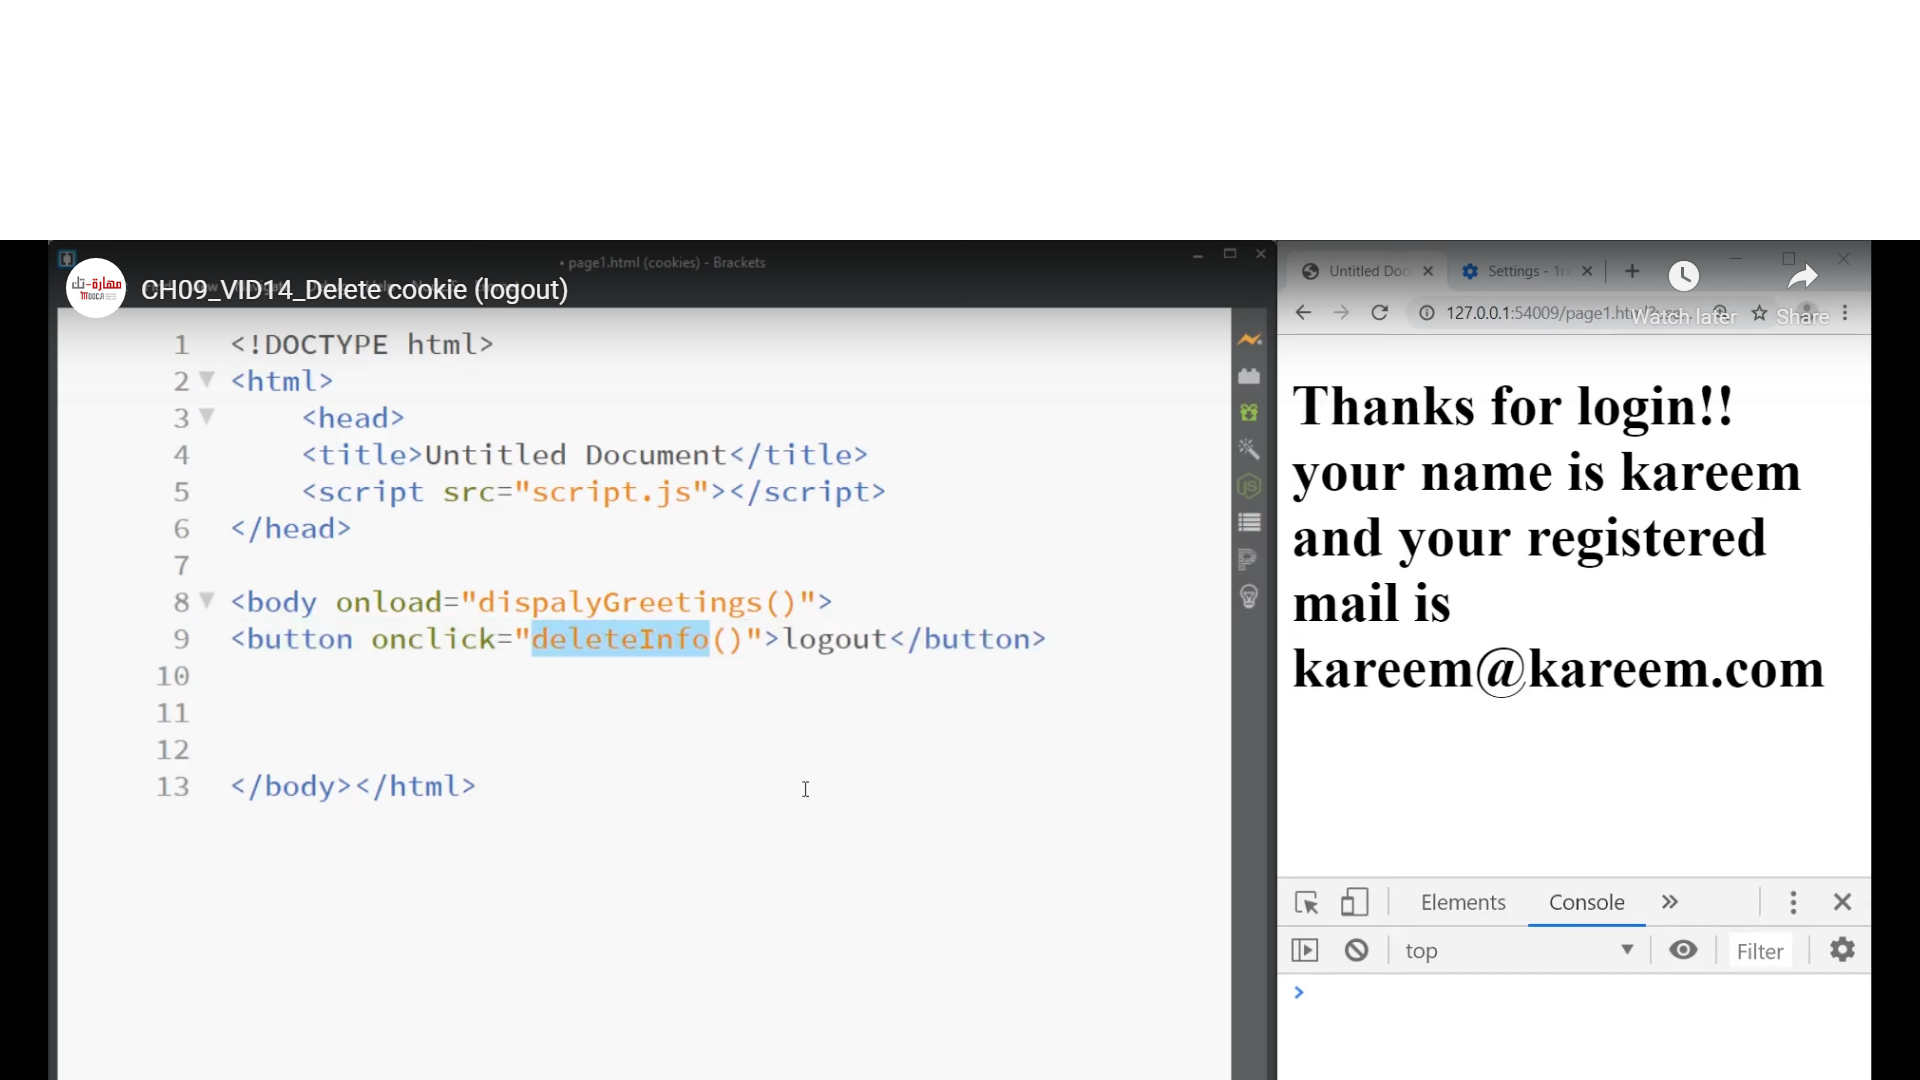 • page1.html (cookies) - Brackets
مهارة-تك
MOOCA
CH09_VID14_Delete cookie (logout)
1 <!DOCTYPE html>
2 <html>
3 <head>
4 <title>Untitled Document</title>
5 <script src="script.js"></script>
6 </head>
7
8 <body onload="dispalyGreetings()">
9 <button onclick="deleteInfo()">logout</button>
10
11
12
13 </body></html>
Untitled Doc
Settings - 1
127.0.0.1:54009/page1.htm
Watch later
Share
Thanks for login!!
your name is kareem
and your registered
mail is
kareem@kareem.com
Elements Console »
top
Filter
>